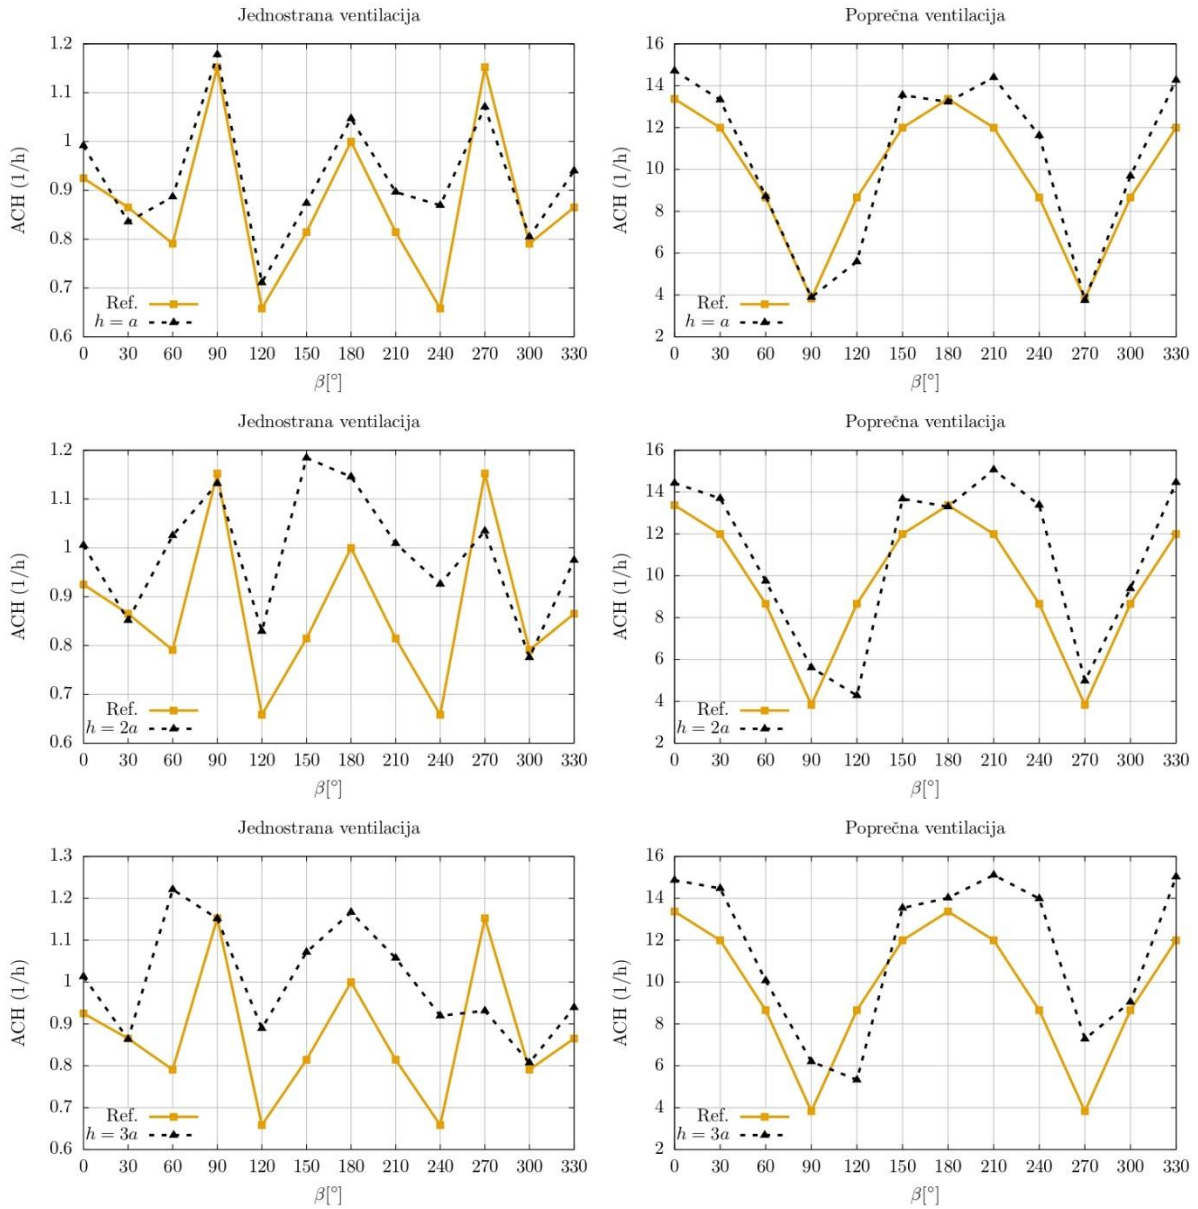 Jednostrana ventilacija
1.2
1.1
1
0.9
0.8
0.7
0.6
ACH (1/h)
Ref.
h = a
0 30 60 90 120 150 180 210 240 270 300 330
β[°]
Poprečna ventilacija
16
14
12
10
8
6
4
2
ACH (1/h)
Ref.
h = a
0 30 60 90 120 150 180 210 240 270 300 330
β[°]
Jednostrana ventilacija
1.2
1.1
1
0.9
0.8
0.7
0.6
ACH (1/h)
Ref.
h = 2a
0 30 60 90 120 150 180 210 240 270 300 330
β[°]
Poprečna ventilacija
16
14
12
10
8
6
4
2
ACH (1/h)
Ref.
h = 2a
0 30 60 90 120 150 180 210 240 270 300 330
β[°]
Jednostrana ventilacija
1.3
1.2
1.1
1
0.9
0.8
0.7
0.6
ACH (1/h)
Ref.
h = 3a
0 30 60 90 120 150 180 210 240 270 300 330
β[°]
Poprečna ventilacija
16
14
12
10
8
6
4
2
ACH (1/h)
Ref.
h = 3a
0 30 60 90 120 150 180 210 240 270 300 330
β[°]